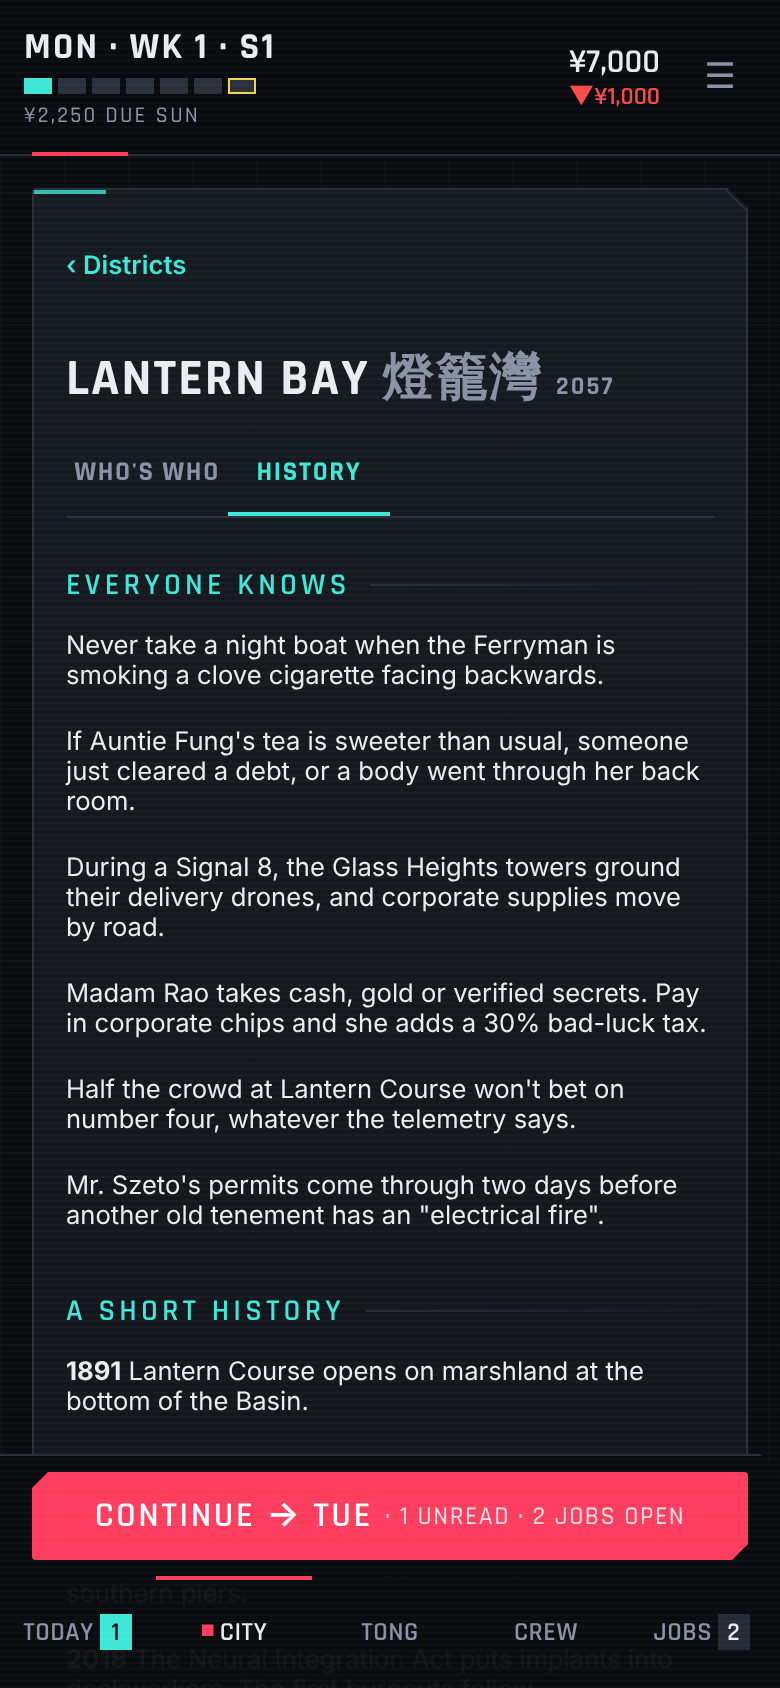 MON · WK 1 · S1
¥2,250 DUE SUN
¥7,000
▼¥1,000
‹ Districts
LANTERN BAY 燈籠灣 2057
WHO'S WHO HISTORY
EVERYONE KNOWS
Never take a night boat when the Ferryman is
smoking a clove cigarette facing backwards.
If Auntie Fung's tea is sweeter than usual, someone
just cleared a debt, or a body went through her back
room.
During a Signal 8, the Glass Heights towers ground
their delivery drones, and corporate supplies move
by road.
Madam Rao takes cash, gold or verified secrets. Pay
in corporate chips and she adds a 30% bad-luck tax.
Half the crowd at Lantern Course won't bet on
number four, whatever the telemetry says.
Mr. Szeto's permits come through two days before
another old tenement has an "electrical fire".
A SHORT HISTORY
1891 Lantern Course opens on marshland at the
bottom of the Basin.
CONTINUE → TUE · 1 UNREAD · 2 JOBS OPEN
southern piers.
TODAY 1 CITY TONG CREW JOBS 2
2018 The Neural Integration Act puts implants into
dockworkers. The first burnouts follow.